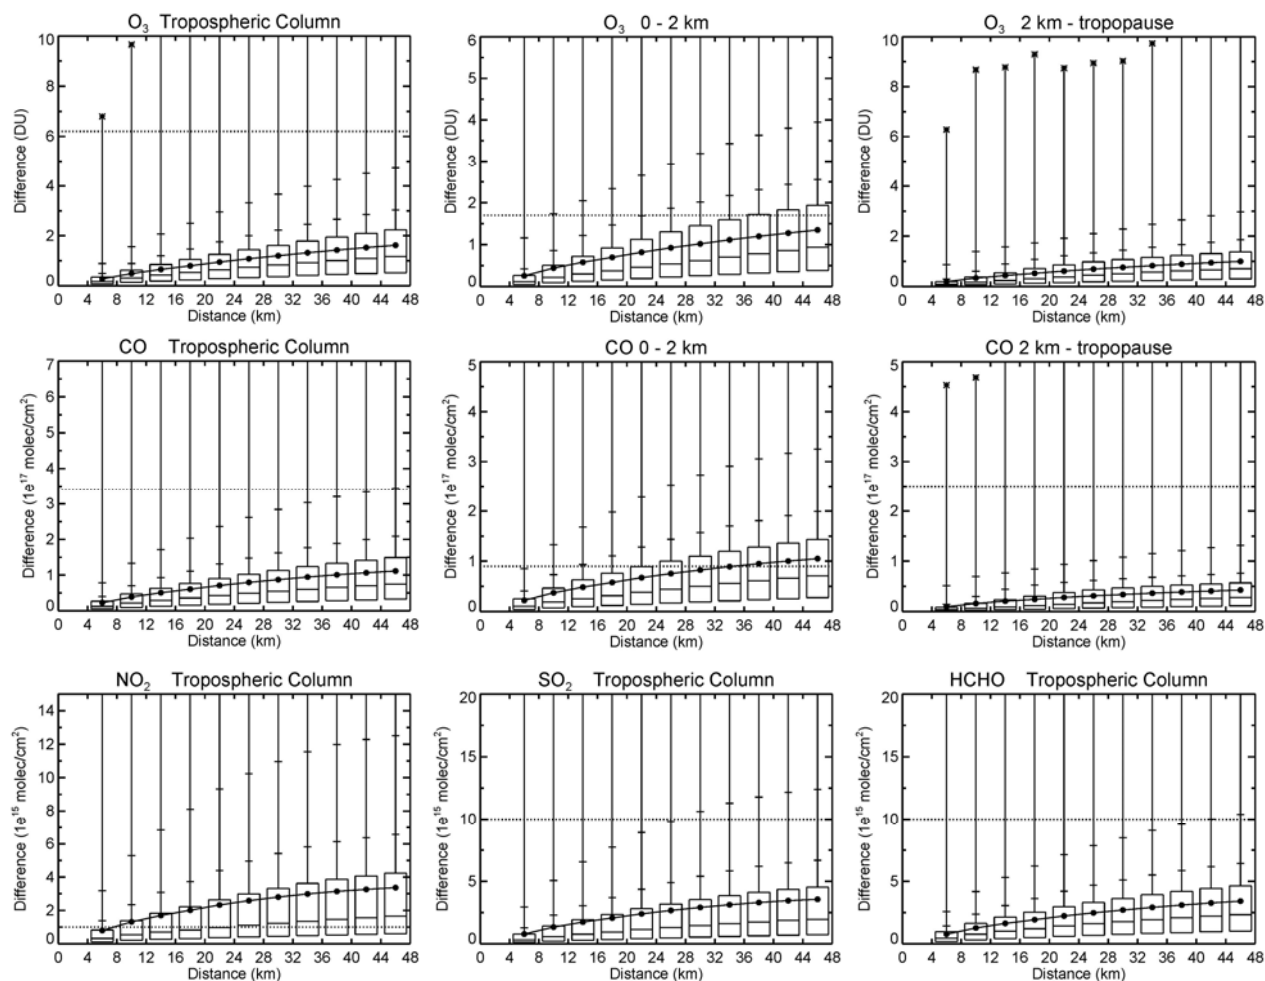 O₃ Tropospheric Column
10
8
6
4
2
0
Difference (DU)
0 4 8 12 16 20 24 28 32 36 40 44 48
Distance (km)
O₃ 0 - 2 km
6
5
4
3
2
1
0
Difference (DU)
0 4 8 12 16 20 24 28 32 36 40 44 48
Distance (km)
O₃ 2 km - tropopause
10
8
6
4
2
0
Difference (DU)
0 4 8 12 16 20 24 28 32 36 40 44 48
Distance (km)
CO Tropospheric Column
7
6
5
4
3
2
1
0
Difference (1e¹⁷ molec/cm²)
0 4 8 12 16 20 24 28 32 36 40 44 48
Distance (km)
CO 0 - 2 km
5
4
3
2
1
0
Difference (1e¹⁷ molec/cm²)
0 4 8 12 16 20 24 28 32 36 40 44 48
Distance (km)
CO 2 km - tropopause
5
4
3
2
1
0
Difference (1e¹⁷ molec/cm²)
0 4 8 12 16 20 24 28 32 36 40 44 48
Distance (km)
NO₂ Tropospheric Column
14
12
10
8
6
4
2
0
Difference (1e¹⁵ molec/cm²)
0 4 8 12 16 20 24 28 32 36 40 44 48
Distance (km)
SO₂ Tropospheric Column
20
15
10
5
0
Difference (1e¹⁵ molec/cm²)
0 4 8 12 16 20 24 28 32 36 40 44 48
Distance (km)
HCHO Tropospheric Column
20
15
10
5
0
Difference (1e¹⁵ molec/cm²)
0 4 8 12 16 20 24 28 32 36 40 44 48
Distance (km)